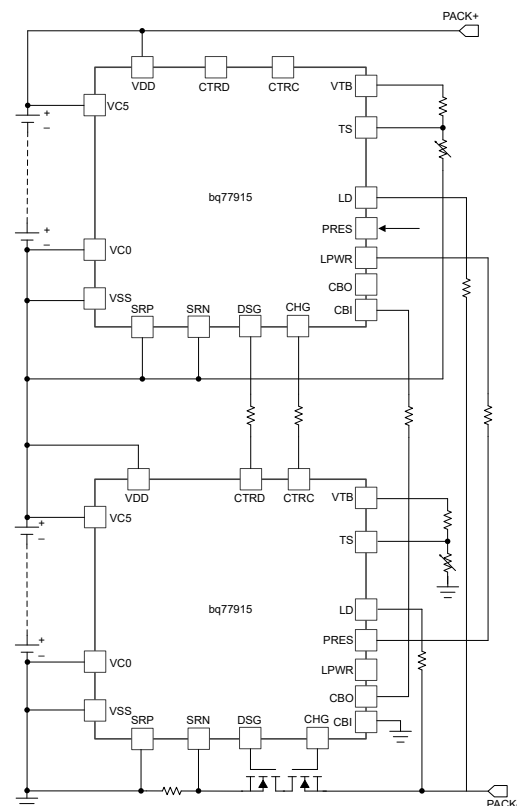 PACK+
VDD
CTRD
CTRC
VTB
VC5
TS
+
–
bq77915
LD
PRES
+
–
VC0
LPWR
CBO
VSS
CBI
SRP
SRN
DSG
CHG
VDD
CTRD
CTRC
VTB
VC5
+
–
TS
bq77915
LD
PRES
+
–
VC0
LPWR
CBO
VSS
CBI
SRP
SRN
DSG
CHG
PACK